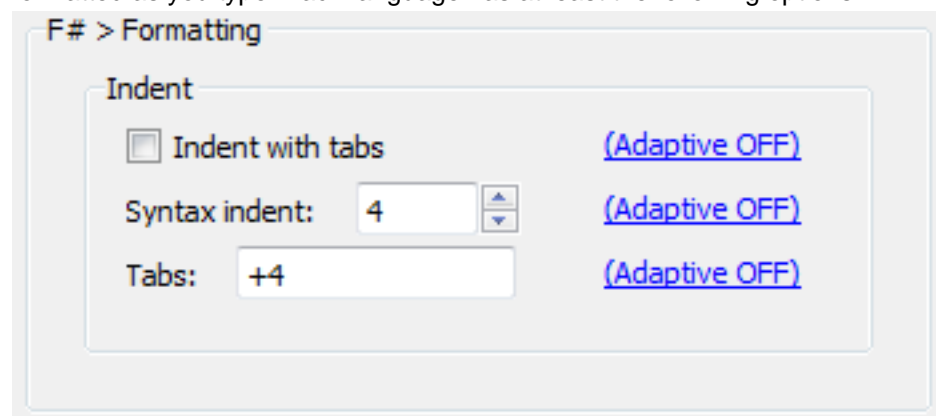 F# > Formatting
Indent
Indent with tabs (Adaptive OFF)
Syntax indent: 4 (Adaptive OFF)
Tabs: +4 (Adaptive OFF)